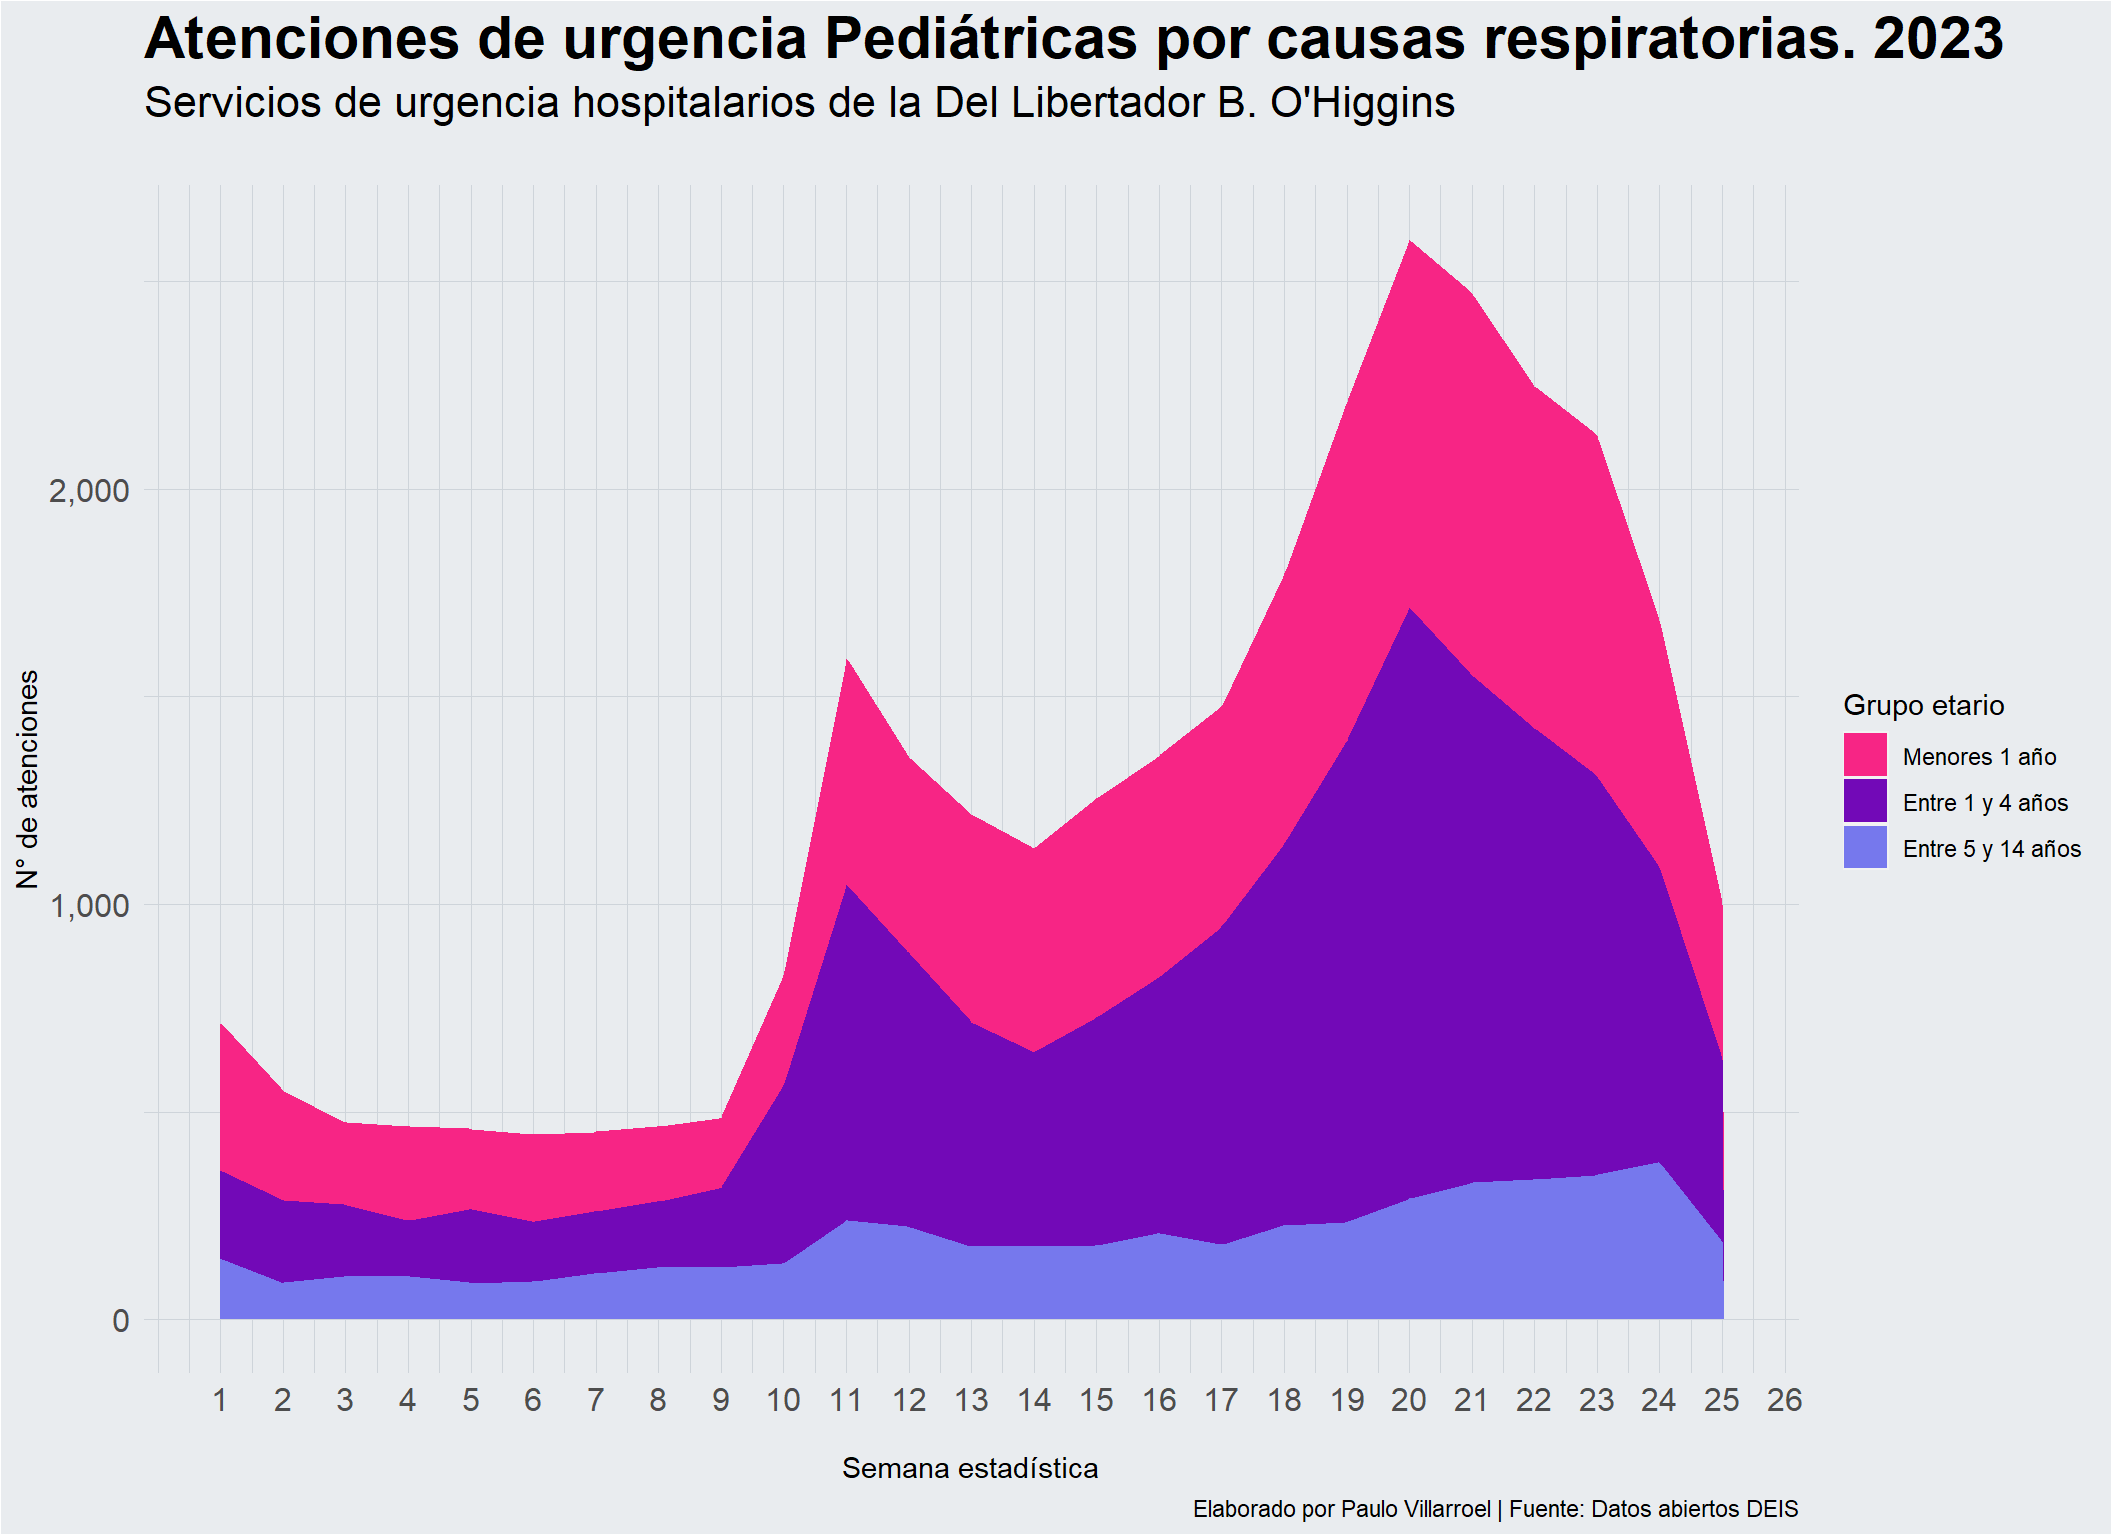 Atenciones de urgencia Pediátricas por causas respiratorias. 2023
Servicios de urgencia hospitalarios de la Del Libertador B. O'Higgins
N° de atenciones
2,000
1,000
0
1 2 3 4 5 6 7 8 9 10 11 12 13 14 15 16 17 18 19 20 21 22 23 24 25 26
Semana estadística
Grupo etario
Menores 1 año
Entre 1 y 4 años
Entre 5 y 14 años
Elaborado por Paulo Villarroel | Fuente: Datos abiertos DEIS